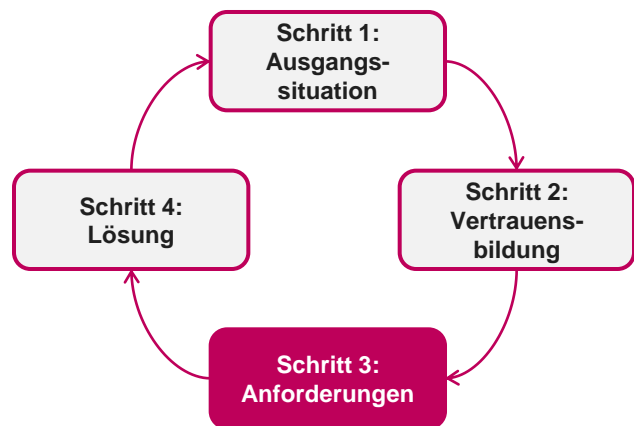 Schritt 1:
Ausgangs-
situation
Schritt 2:
Vertrauens-
bildung
Schritt 3:
Anforderungen
Schritt 4:
Lösung